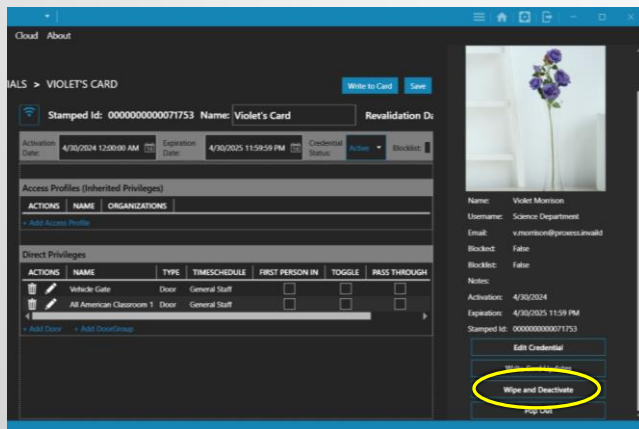 Cloud About
IALS > VIOLET'S CARD
Write to Card Save
Stamped Id: 0000000000071753 Name: Violet's Card Revalidation Da
Activation Date: 4/30/2024 12:00:00 AM Expiration Date: 4/30/2025 11:59:59 PM Credential Status: Active Blocklist:
Access Profiles (Inherited Privileges)
ACTIONS NAME ORGANIZATIONS
+ Add Access Profile
Direct Privileges
ACTIONS NAME TYPE TIMESCHEDULE FIRST PERSON IN TOGGLE PASS THROUGH
Vehicle Gate Door General Staff
All American Classroom 1 Door General Staff
+ Add Door + Add DoorGroup
Name: Violet Morrison
Username: Science Department
Email: v.morrison@proxess.invaild
Blocked: False
Blocklist: False
Notes:
Activation: 4/30/2024
Expiration: 4/30/2025 11:59 PM
Stamped Id: 0000000000071753
Edit Credential
Wipe and Deactivate
Pop Out